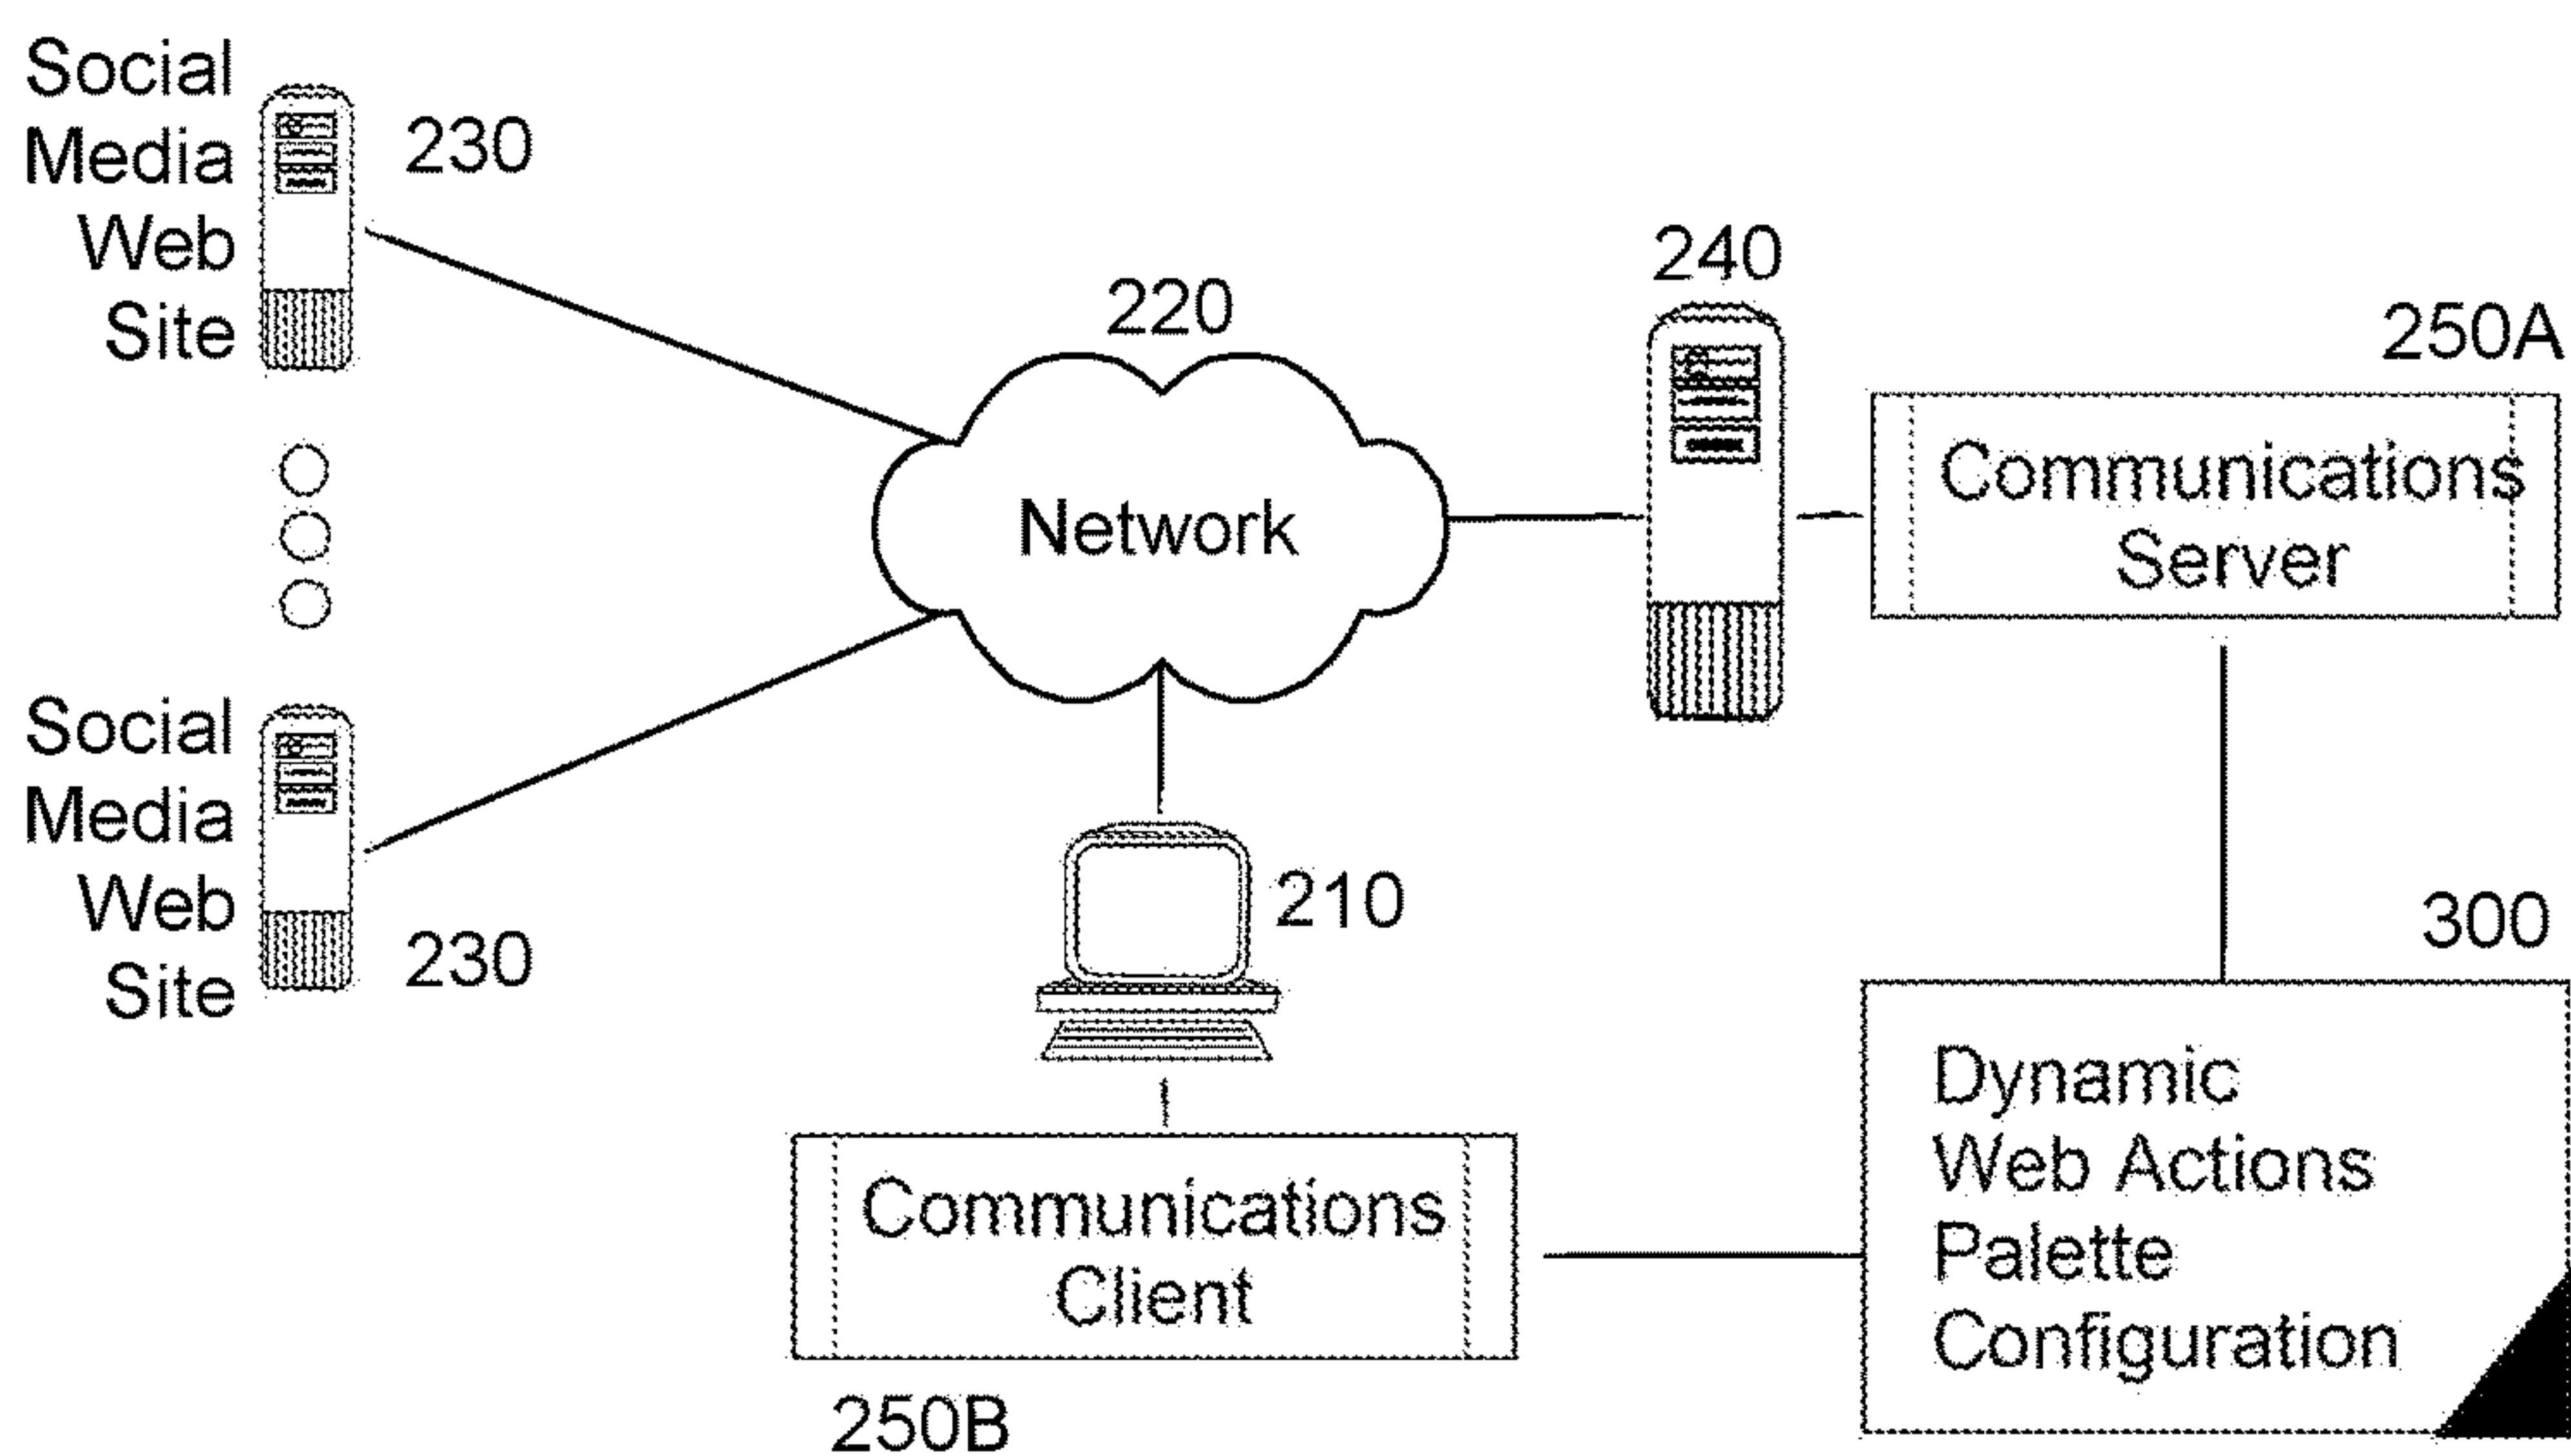 Social
Media
Web
Site
230
220
Network
240
250A
Communications
Server
Social
Media
Web
Site
230
210
300
Dynamic
Web Actions
Palette
Configuration
Communications
Client
250B